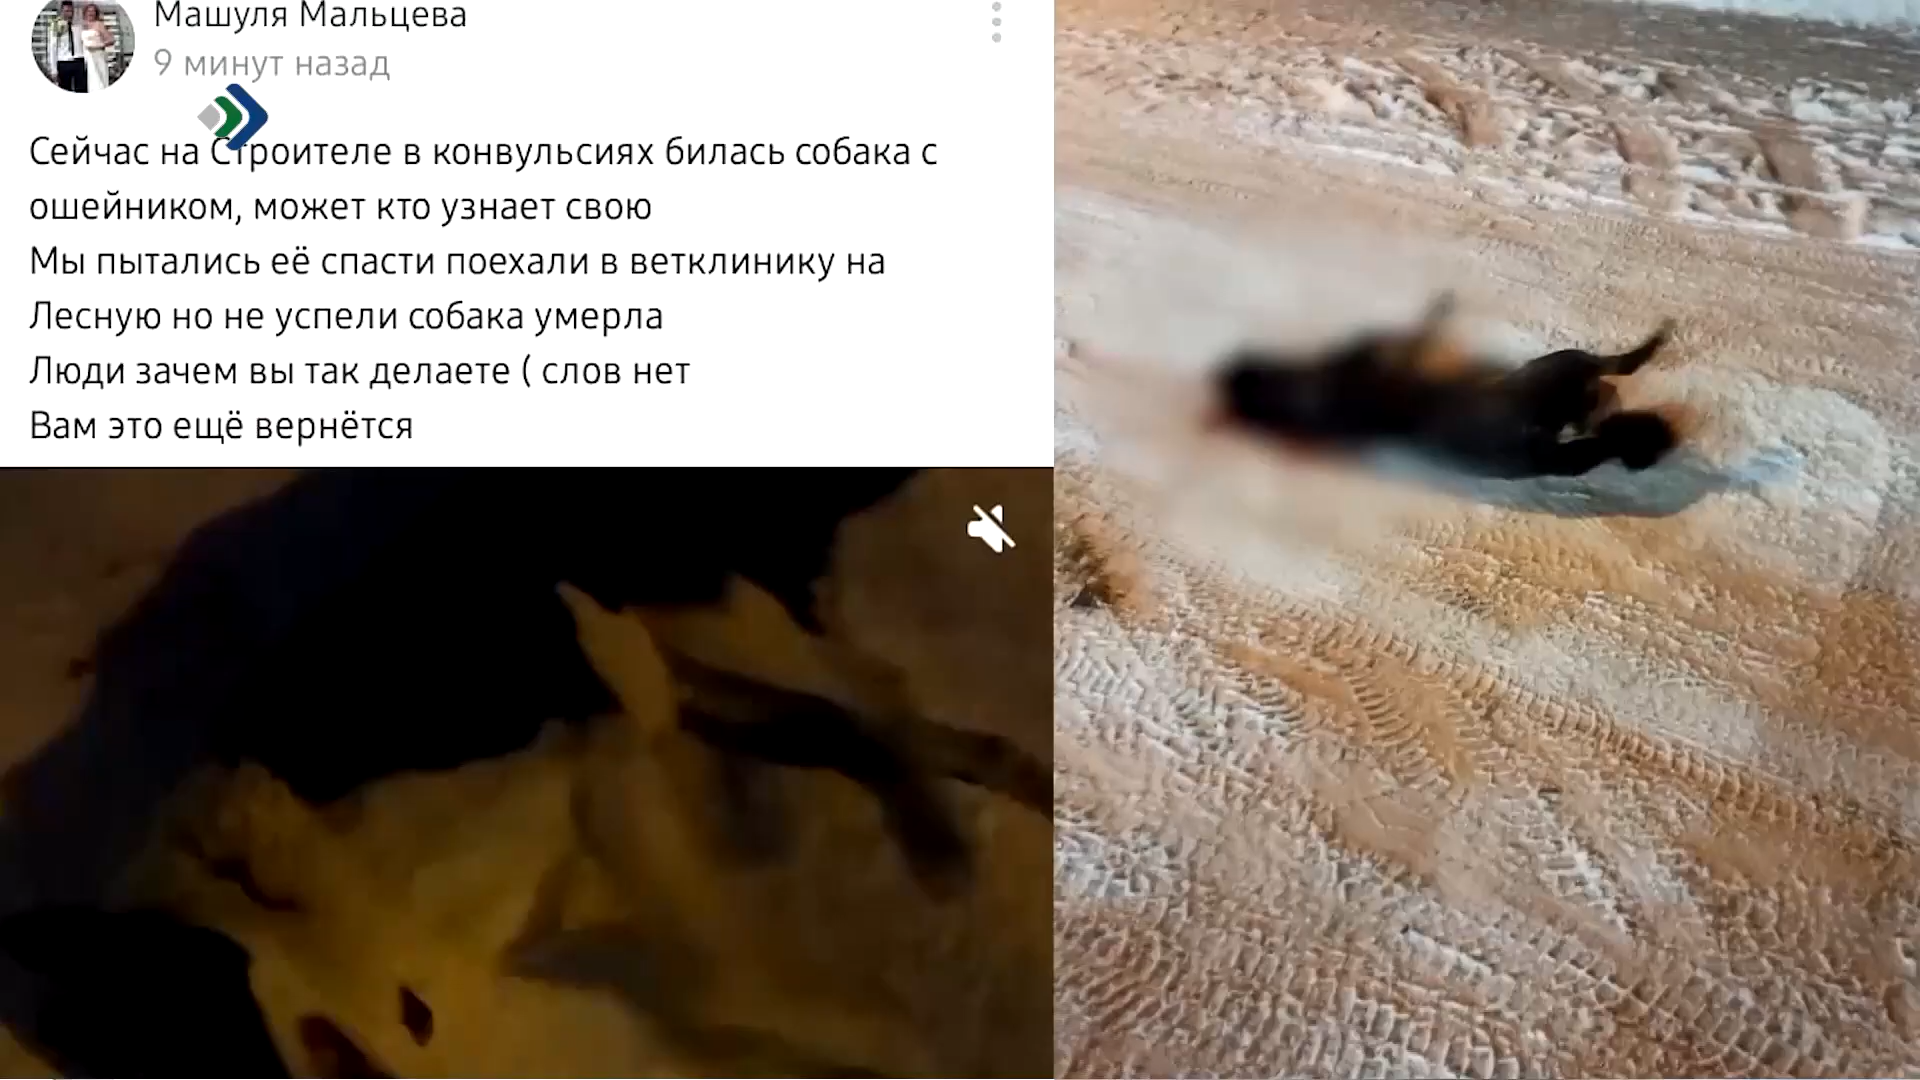 Машуля Мальцева
9 минут назад
Сейчас на Строителе в конвульсиях билась собака с
ошейником, может кто узнает свою
Мы пытались её спасти поехали в ветклинику на
Лесную но не успели собака умерла
Люди зачем вы так делаете ( слов нет
Вам это ещё вернётся